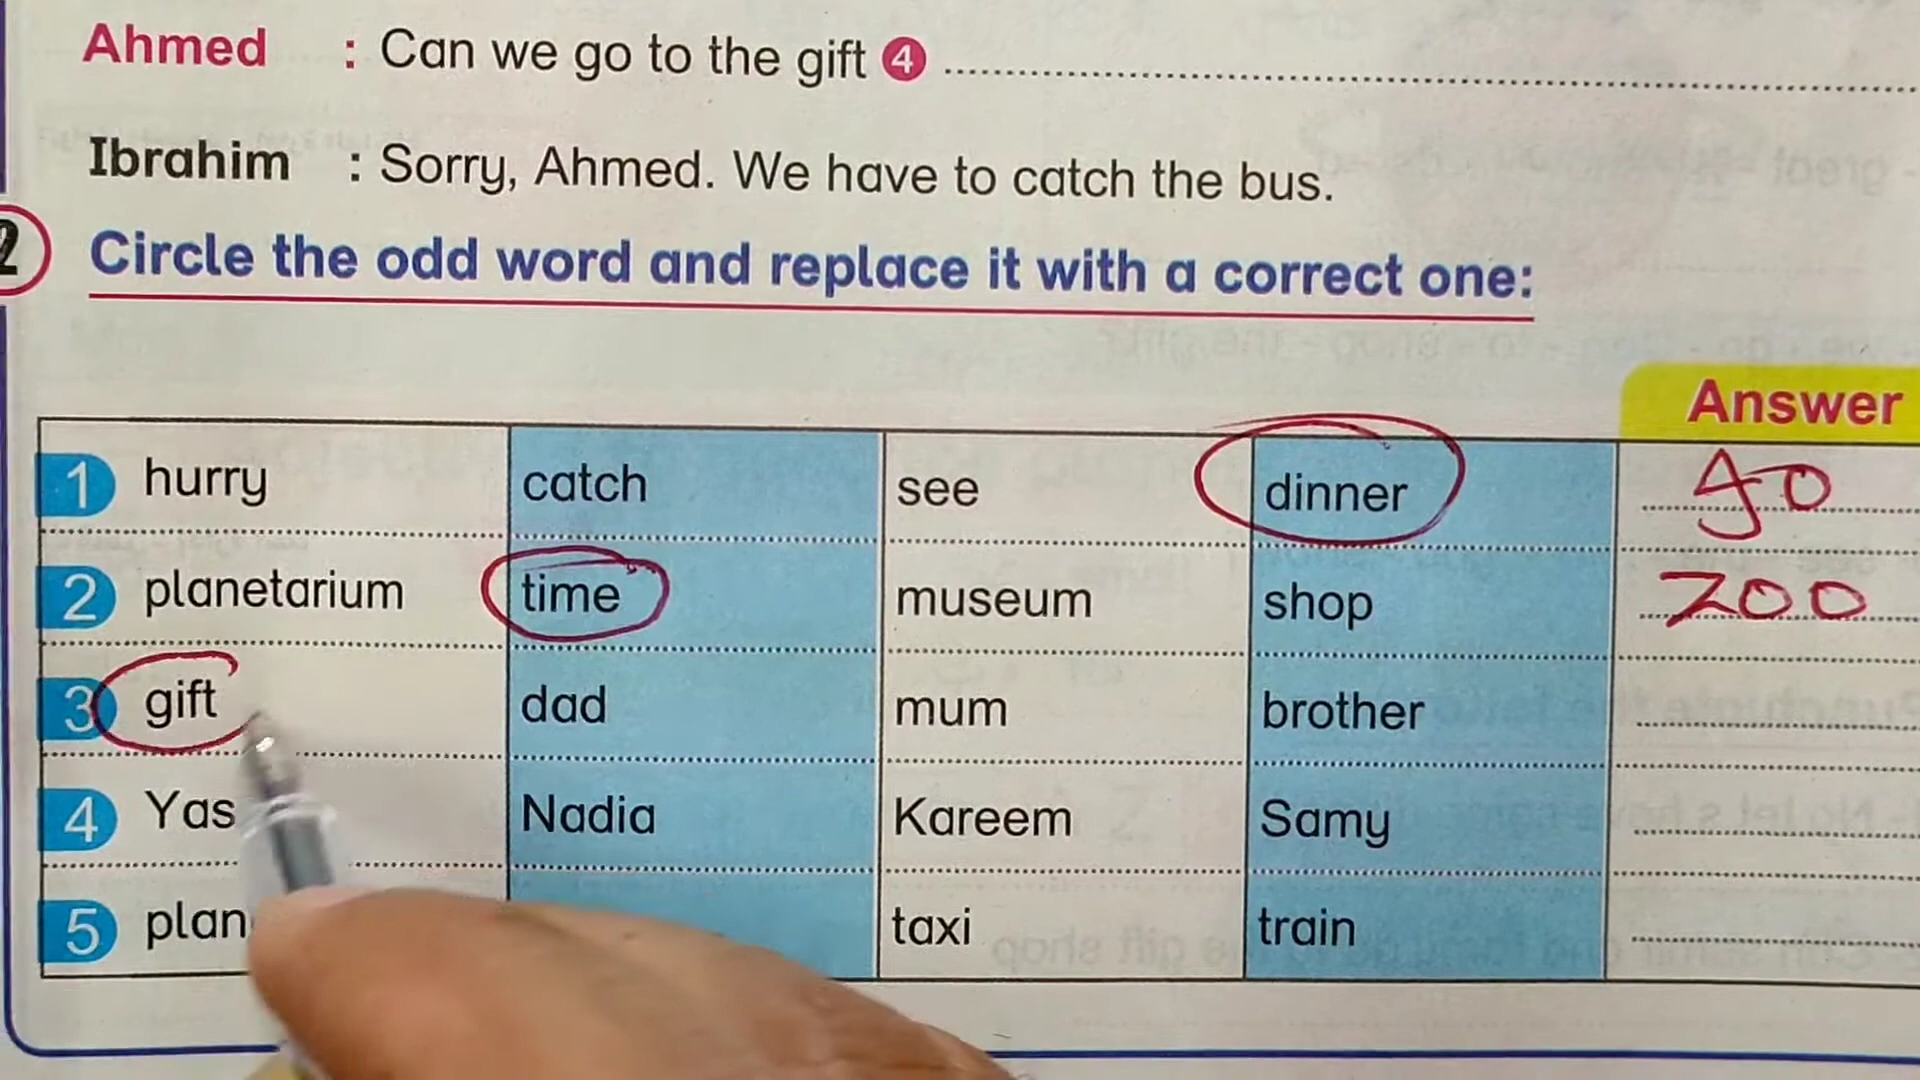 Ahmed : Can we go to the gift 4 ........................
Ibrahim : Sorry, Ahmed. We have to catch the bus.
2 Circle the odd word and replace it with a correct one:
Answer
1 hurry catch see dinner go
2 planetarium time museum shop zoo
3 gift dad mum brother
4 Nadia Kareem Samy
5 taxi train